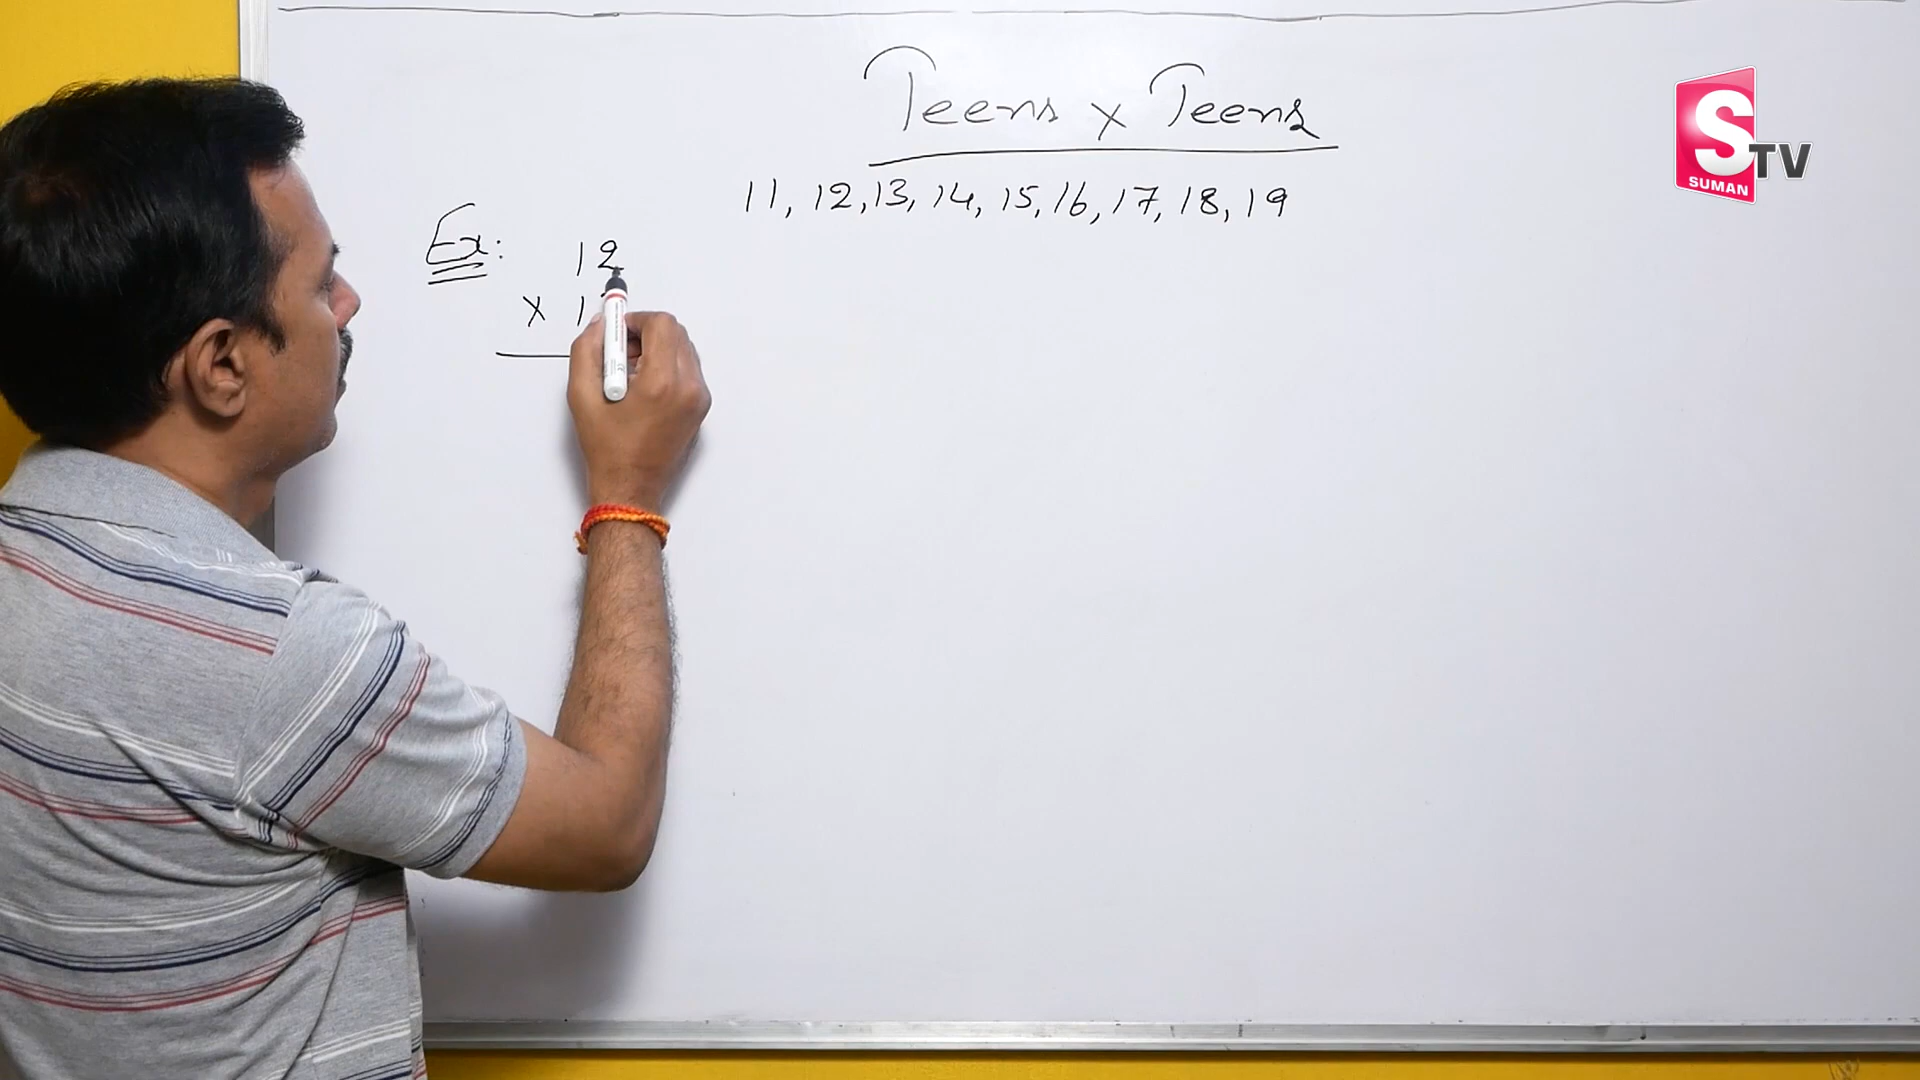 Teens x Teens
11, 12, 13, 14, 15, 16, 17, 18, 19
Ex: 12
x 1
S TV
SUMAN